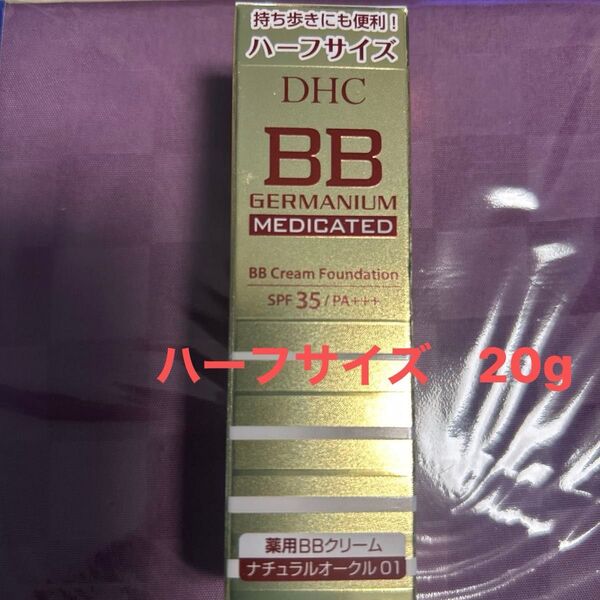 持ち歩きにも便利！
ハーフサイズ
DHC
BB
GERMANIUM
MEDICATED
BB Cream Foundation
SPF 35 / PA+++
ハーフサイズ　20g
薬用BBクリーム
ナチュラルオークル 01